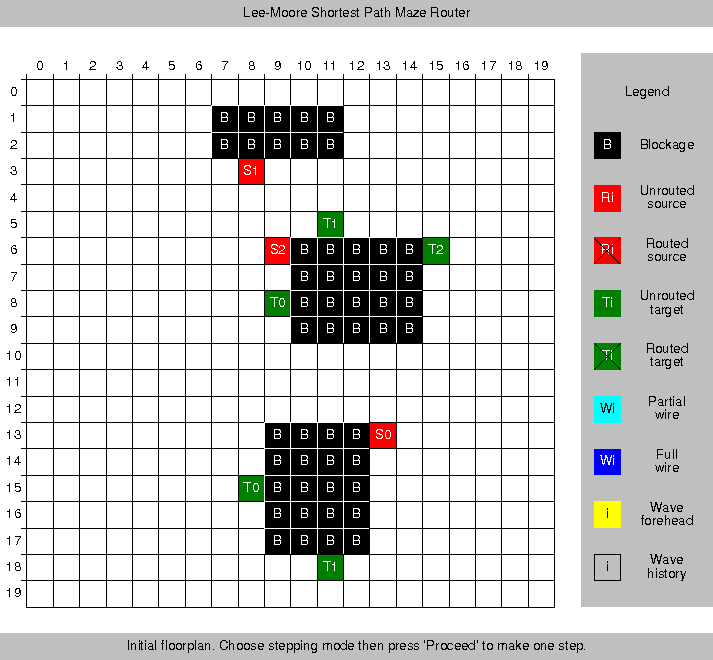 Lee-Moore Shortest Path Maze Router
0 1 2 3 4 5 6 7 8 9 10 11 12 13 14 15 16 17 18 19
0
1 B B B B B
2 B B B B B
3 S1
4
5 T1
6 S2 B B B B B T2
7 B B B B B
8 T0 B B B B B
9 B B B B B
10
11
12
13 B B B B S0
14 B B B B
15 T0 B B B B
16 B B B B
17 B B B B
18 T1
19
Legend
B Blockage
Ri Unrouted
source
Ri Routed
source
Ti Unrouted
target
Ti Routed
target
Wi Partial
wire
Wi Full
wire
i Wave
forehead
i Wave
history
Initial floorplan. Choose stepping mode then press 'Proceed' to make one step.